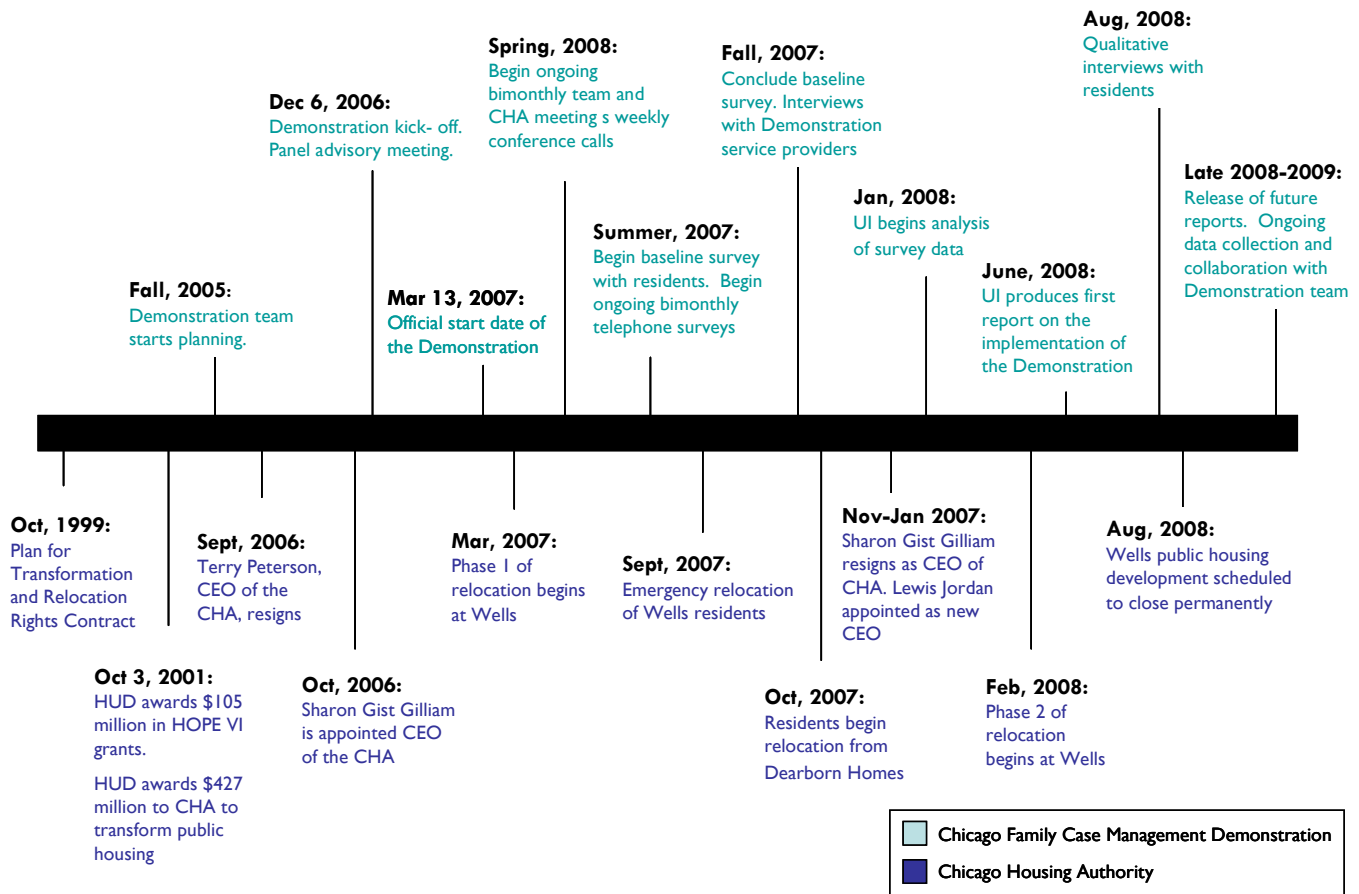 Fall, 2005:
Demonstration team
starts planning.
Dec 6, 2006:
Demonstration kick- off.
Panel advisory meeting.
Mar 13, 2007:
Official start date of
the Demonstration
Spring, 2008:
Begin ongoing
bimonthly team and
CHA meeting s weekly
conference calls
Summer, 2007:
Begin baseline survey
with residents.  Begin
ongoing bimonthly
telephone surveys
Fall, 2007:
Conclude baseline
survey. Interviews
with Demonstration
service providers
Jan, 2008:
UI begins analysis
of survey data
June, 2008:
UI produces first
report on the
implementation of
the Demonstration
Aug, 2008:
Qualitative
interviews with
residents
Late 2008-2009:
Release of future
reports.  Ongoing
data collection and
collaboration with
Demonstration team
Oct, 1999:
Plan for
Transformation
and Relocation
Rights Contract
Oct 3, 2001:
HUD awards $105
million in HOPE VI
grants.
HUD awards $427
million to CHA to
transform public
housing
Sept, 2006:
Terry Peterson,
CEO of the
CHA, resigns
Oct, 2006:
Sharon Gist Gilliam
is appointed CEO
of the CHA
Mar, 2007:
Phase 1 of
relocation begins
at Wells
Sept, 2007:
Emergency relocation
of Wells residents
Oct, 2007:
Residents begin
relocation from
Dearborn Homes
Nov-Jan 2007:
Sharon Gist Gilliam
resigns as CEO of
CHA. Lewis Jordan
appointed as new
CEO
Feb, 2008:
Phase 2 of
relocation
begins at Wells
Aug, 2008:
Wells public housing
development scheduled
to close permanently
Chicago Family Case Management Demonstration
Chicago Housing Authority